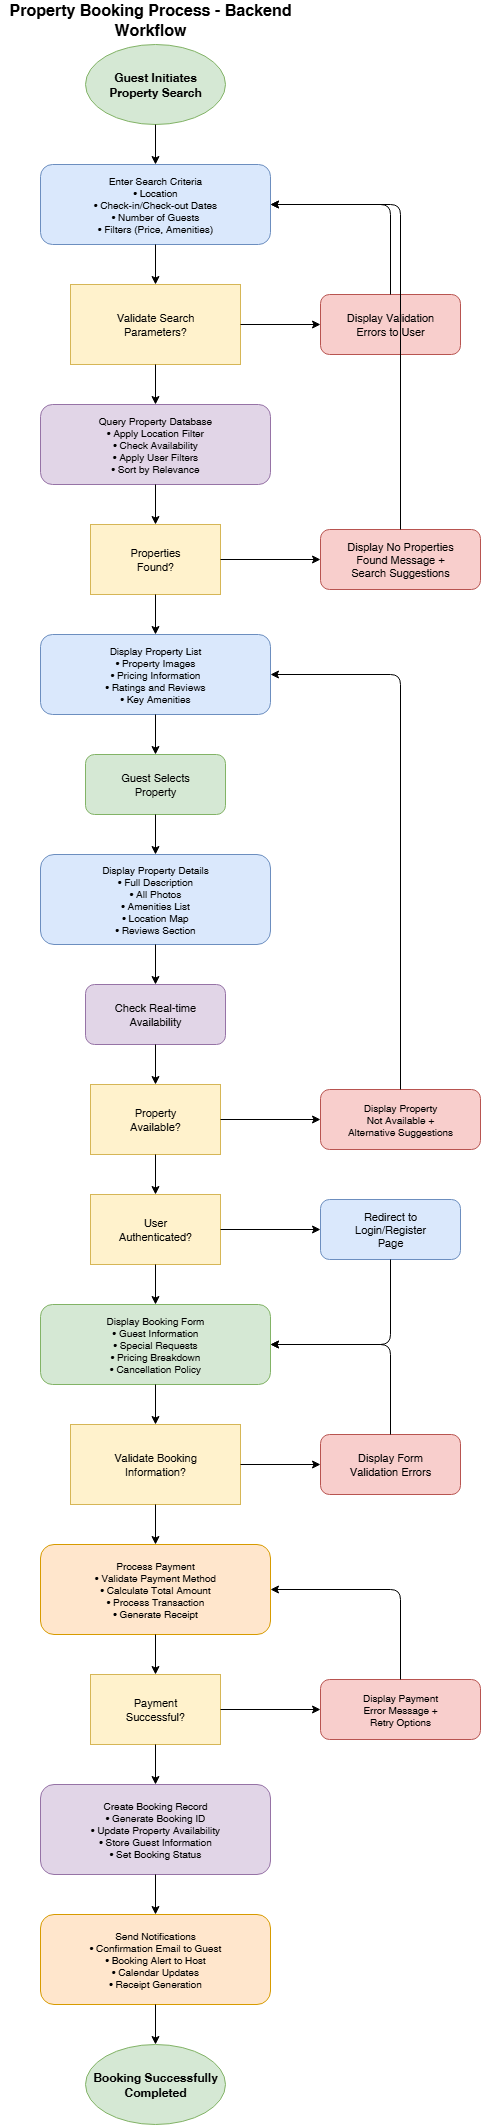 Property Booking Process - Backend
Workflow
Guest Initiates
Property Search
Enter Search Criteria
• Location
• Check-in/Check-out Dates
• Number of Guests
• Filters (Price, Amenities)
Validate Search
Parameters?
Display Validation
Errors to User
Query Property Database
• Apply Location Filter
• Check Availability
• Apply User Filters
• Sort by Relevance
Properties
Found?
Display No Properties
Found Message +
Search Suggestions
Display Property List
• Property Images
• Pricing Information
• Ratings and Reviews
• Key Amenities
Guest Selects
Property
Display Property Details
• Full Description
• All Photos
• Amenities List
• Location Map
• Reviews Section
Check Real-time
Availability
Property
Available?
Display Property
Not Available +
Alternative Suggestions
User
Authenticated?
Redirect to
Login/Register
Page
Display Booking Form
• Guest Information
• Special Requests
• Pricing Breakdown
• Cancellation Policy
Validate Booking
Information?
Display Form
Validation Errors
Process Payment
• Validate Payment Method
• Calculate Total Amount
• Process Transaction
• Generate Receipt
Payment
Successful?
Display Payment
Error Message +
Retry Options
Create Booking Record
• Generate Booking ID
• Update Property Availability
• Store Guest Information
• Set Booking Status
Send Notifications
• Confirmation Email to Guest
• Booking Alert to Host
• Calendar Updates
• Receipt Generation
Booking Successfully
Completed